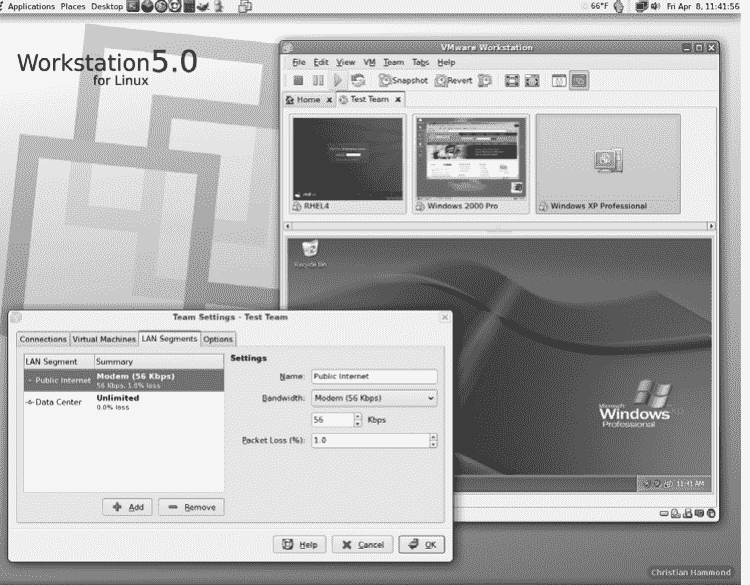 Applications Places Desktop 66°F Fri Apr 8, 11:41:56
Workstation 5.0
for Linux
VMware Workstation
File Edit View VM Team Tabs Help
Snapshot Revert
Home x Test Team x
RHEL4 Windows 2000 Pro Windows XP Professional
Recycle Bin
Microsoft
Windows xp
Professional
11:41 AM
Team Settings - Test Team
Connections Virtual Machines LAN Segments Options
LAN Segment Summary
Public Internet Modem (56 Kbps)
56 Kbps, 1.0% loss
Data Center Unlimited
0.0% loss
Settings
Name: Public Internet
Bandwidth: Modem (56 Kbps)
56 Kbps
Packet Loss (%): 1.0
Add Remove
Help Cancel OK
Christian Hammond